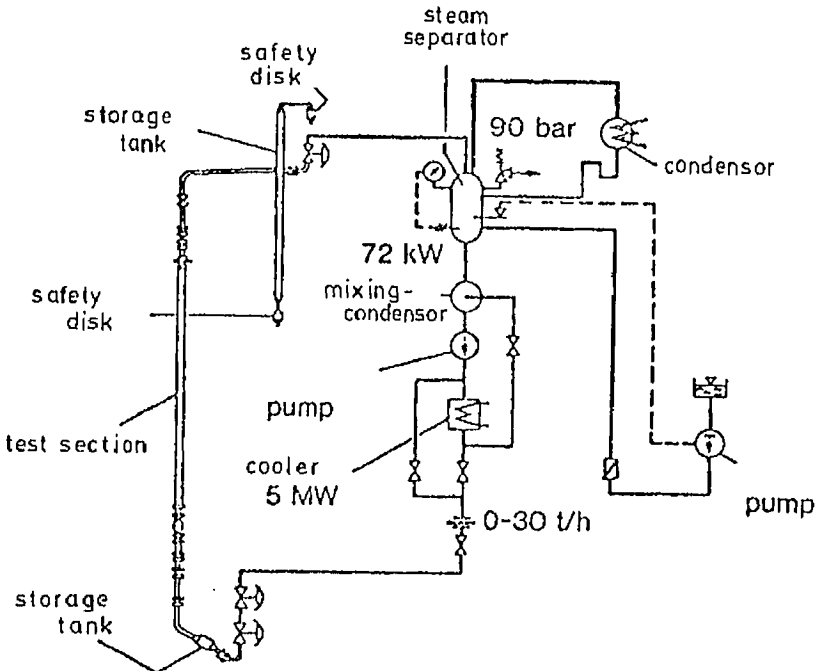 steam
separator
safety
disk
storage
tank
90 bar
condensor
72 kW
mixing-
condensor
safety
disk
pump
test section
cooler
5 MW
pump
0-30 t/h
storage
tank